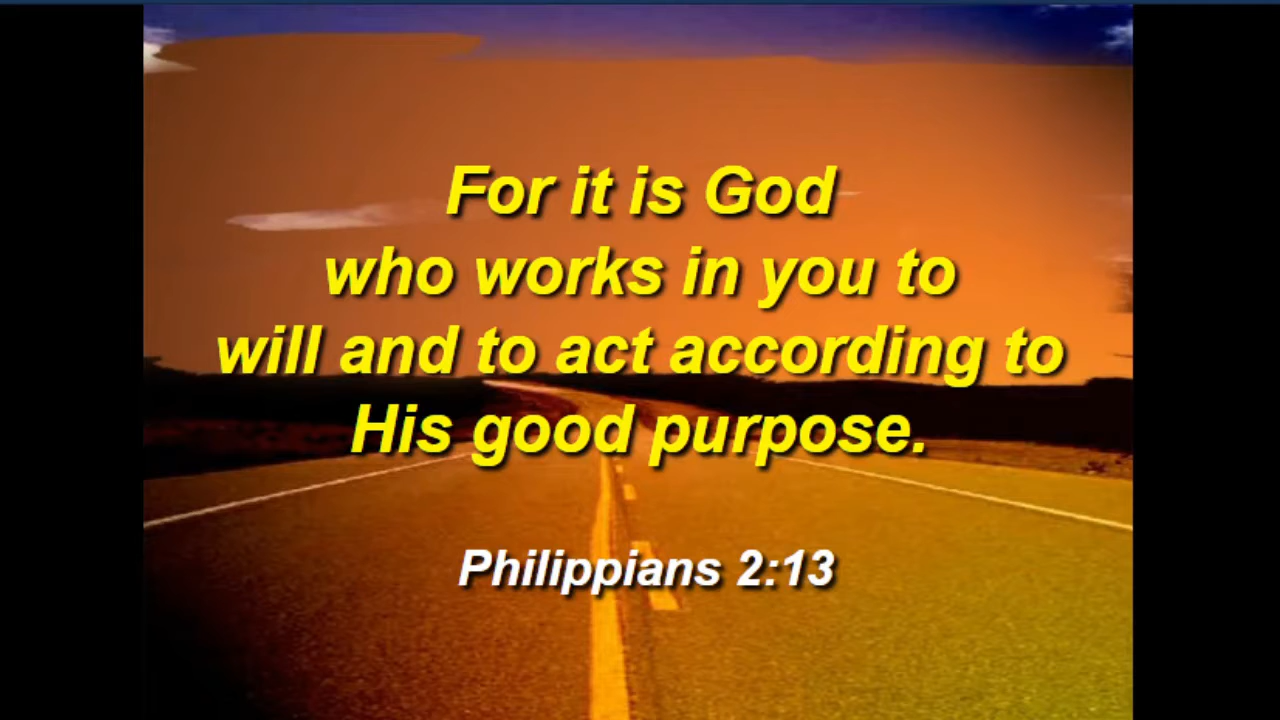 For it is God
who works in you to
will and to act according to
His good purpose.
Philippians 2:13